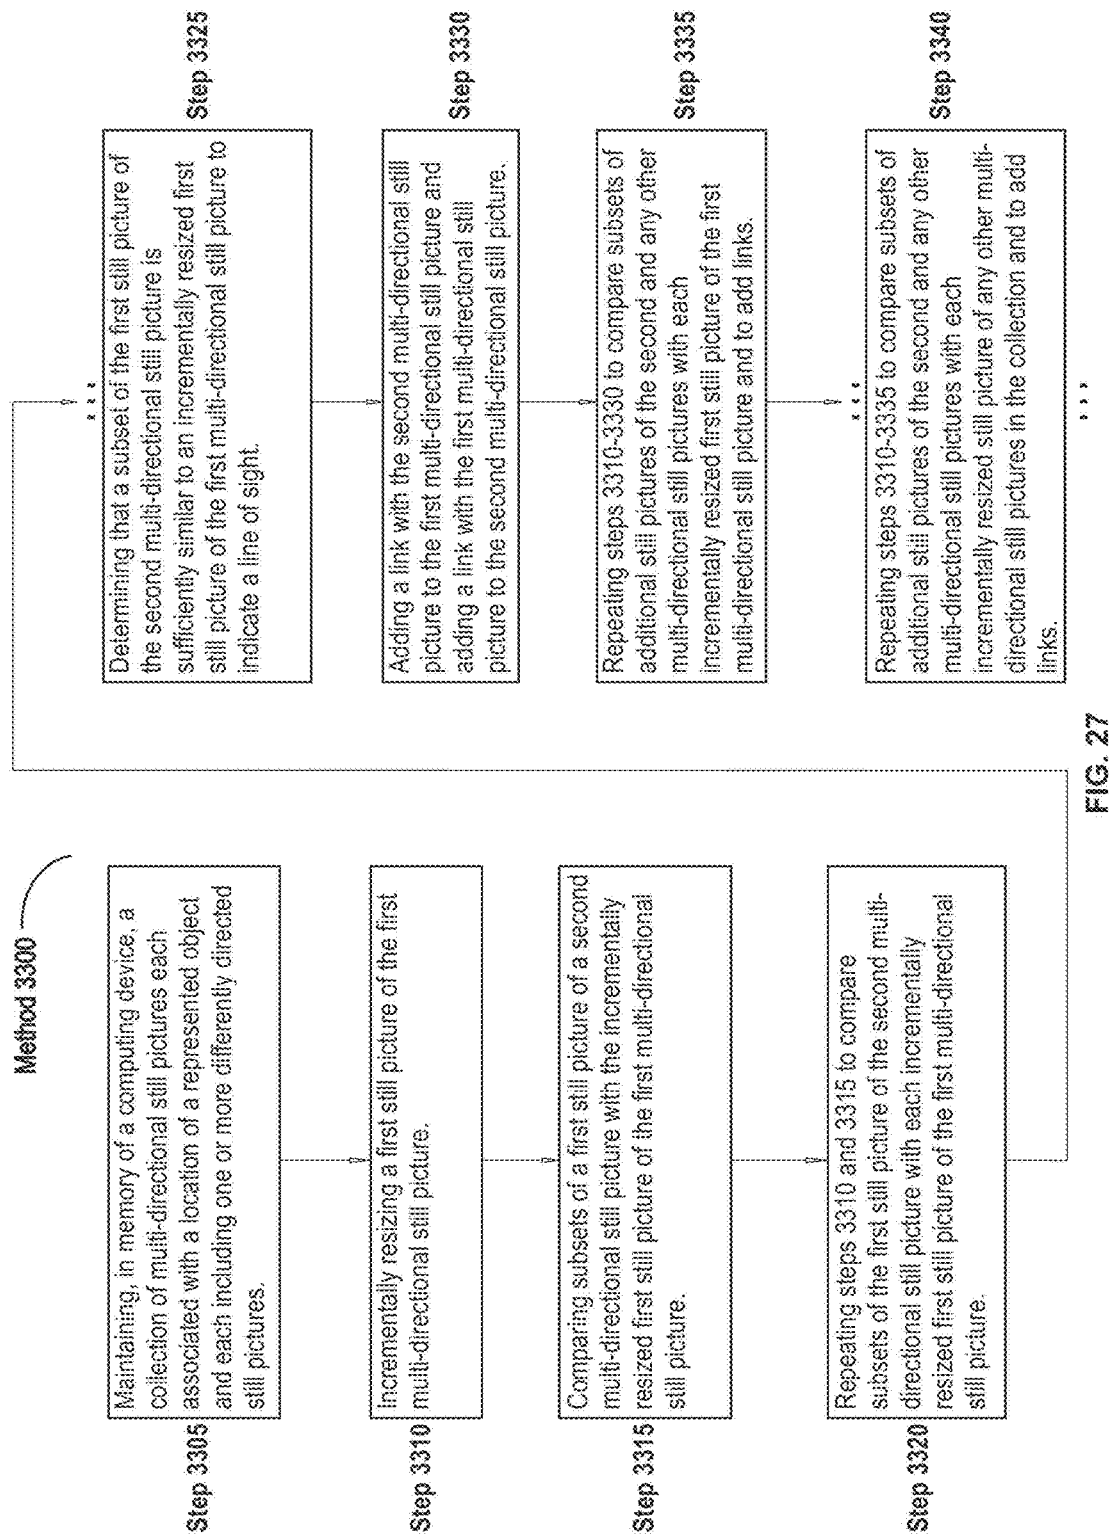 Method 3300
Step 3305
Maintaining, in memory of a computing device, a
collection of multi-directional still pictures each
associated with a location of a represented object
and each including one or more differently directed
still pictures.
Step 3310
Incrementally resizing a first still picture of the first
multi-directional still picture.
Step 3315
Comparing subsets of a first still picture of a second
multi-directional still picture with the incrementally
resized first still picture of the first multi-directional
still picture.
Step 3320
Repeating steps 3310 and 3315 to compare
subsets of the first still picture of the second multi-
directional still picture with each incrementally
resized first still picture of the first multi-directional
still picture.
Step 3325
Determining that a subset of the first still picture of
the second multi-directional still picture is
sufficiently similar to an incrementally resized first
still picture of the first multi-directional still picture to
indicate a line of sight.
Step 3330
Adding a link with the second multi-directional still
picture to the first multi-directional still picture and
adding a link with the first multi-directional still
picture to the second multi-directional still picture.
Step 3335
Repeating steps 3310-3330 to compare subsets of
additional still pictures of the second and any other
multi-directional still pictures with each
incrementally resized first still picture of the first
multi-directional still picture and to add links.
Step 3340
Repeating steps 3310-3335 to compare subsets of
additional still pictures of the second and any other
multi-directional still pictures with each
incrementally resized still picture of any other multi-
directional still pictures in the collection and to add
links.
FIG. 27